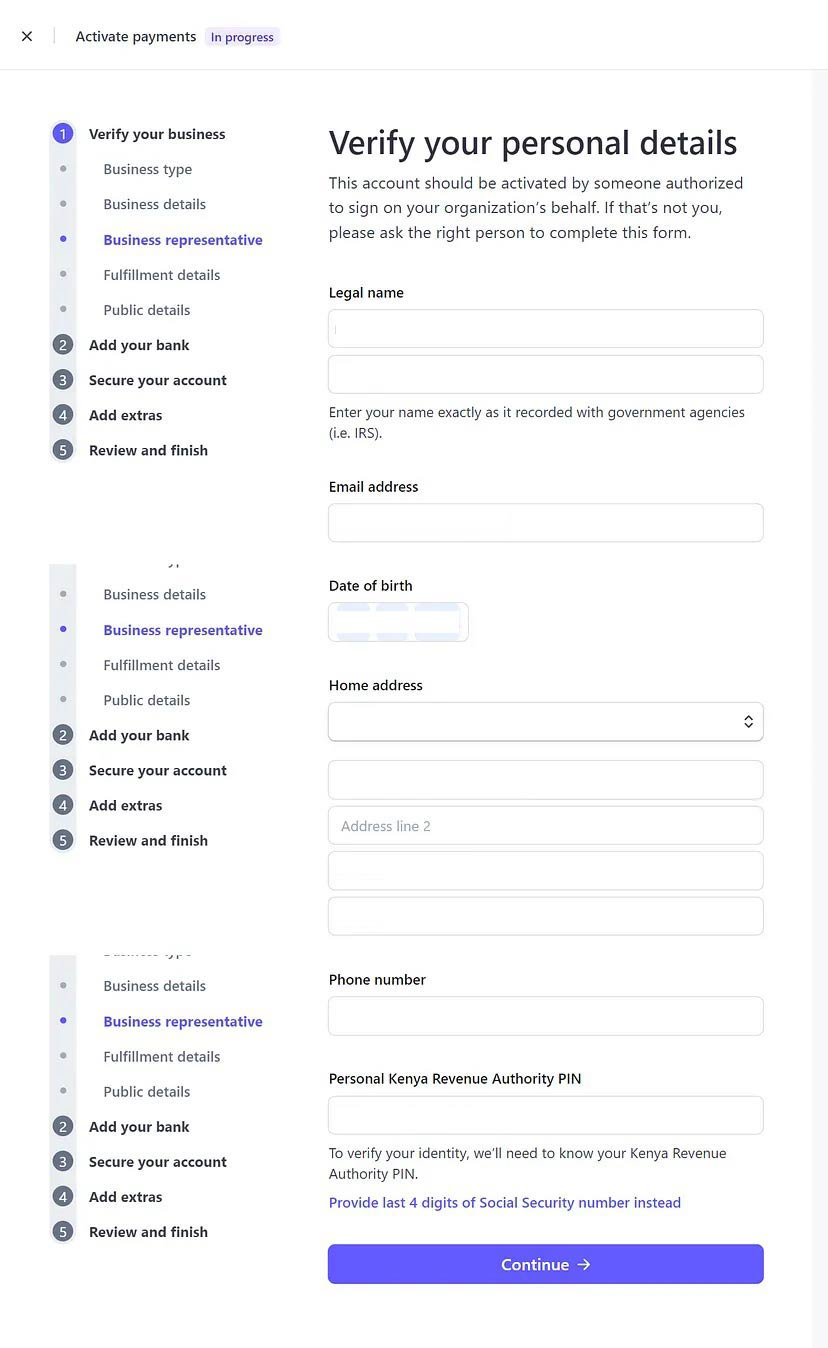 Activate payments In progress
1 Verify your business
Business type
Business details
Business representative
Fulfillment details
Public details
2 Add your bank
3 Secure your account
4 Add extras
5 Review and finish
Verify your personal details
This account should be activated by someone authorized
to sign on your organization’s behalf. If that’s not you,
please ask the right person to complete this form.
Legal name
Enter your name exactly as it recorded with government agencies
(i.e. IRS).
Email address
Business details
Business representative
Fulfillment details
Public details
2 Add your bank
3 Secure your account
4 Add extras
5 Review and finish
Date of birth
Home address
Address line 2
Business details
Business representative
Fulfillment details
Public details
2 Add your bank
3 Secure your account
4 Add extras
5 Review and finish
Phone number
Personal Kenya Revenue Authority PIN
To verify your identity, we’ll need to know your Kenya Revenue
Authority PIN.
Provide last 4 digits of Social Security number instead
Continue →